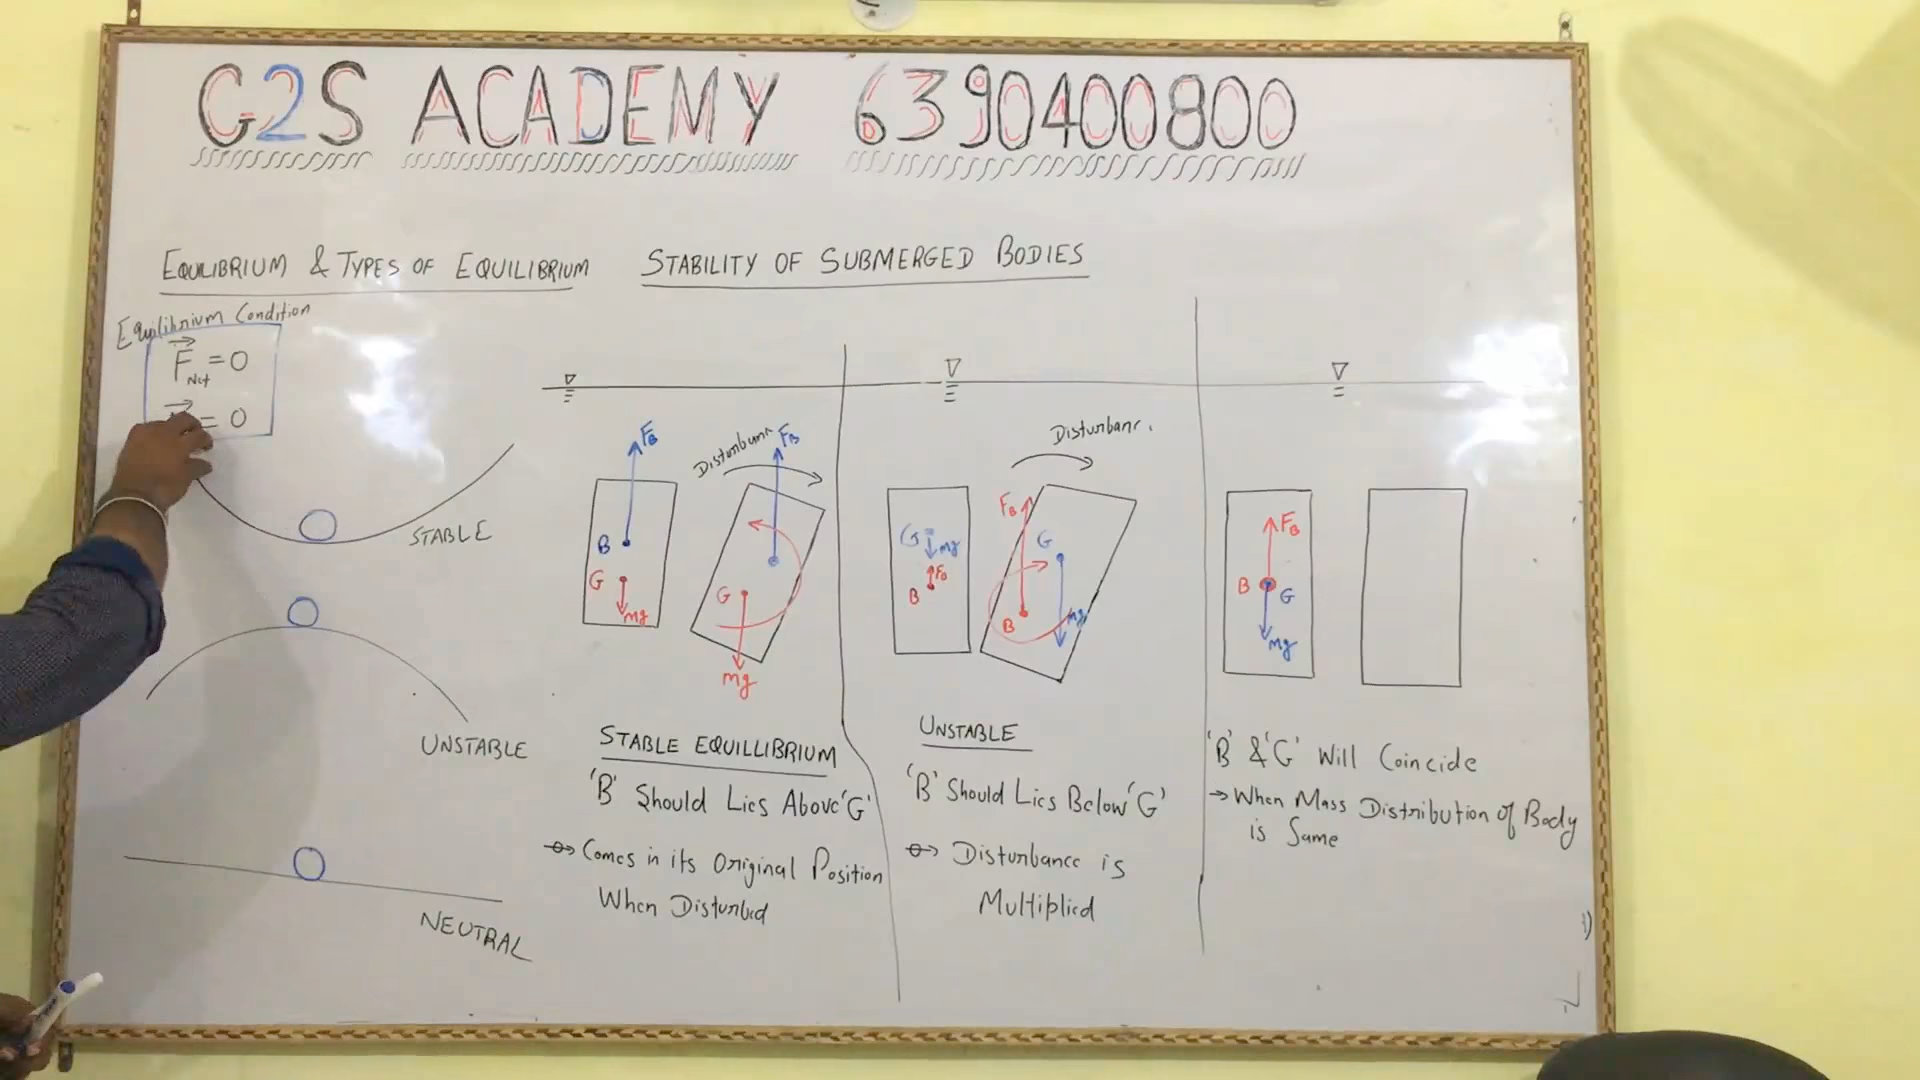 G2S ACADEMY 6390400800
EQUILIBRIUM & TYPES OF EQUILIBRIUM
STABILITY OF SUBMERGED BODIES
Equilibrium Condition
F Net = 0
= 0
STABLE
UNSTABLE
NEUTRAL
FB
B
G
mg
Disturbanc
FB
G
mg
STABLE EQUILLIBRIUM
'B' Should Lies Above 'G'
Comes in its Original Position
When Disturbed
G
mg
FB
B
Disturbanc.
FB
G
B
mg
UNSTABLE
'B' Should Lies Below 'G'
Disturbance is
Multiplied
FB
B G
mg
'B' & 'G' Will Coincide
→ When Mass Distribution of Body
is Same